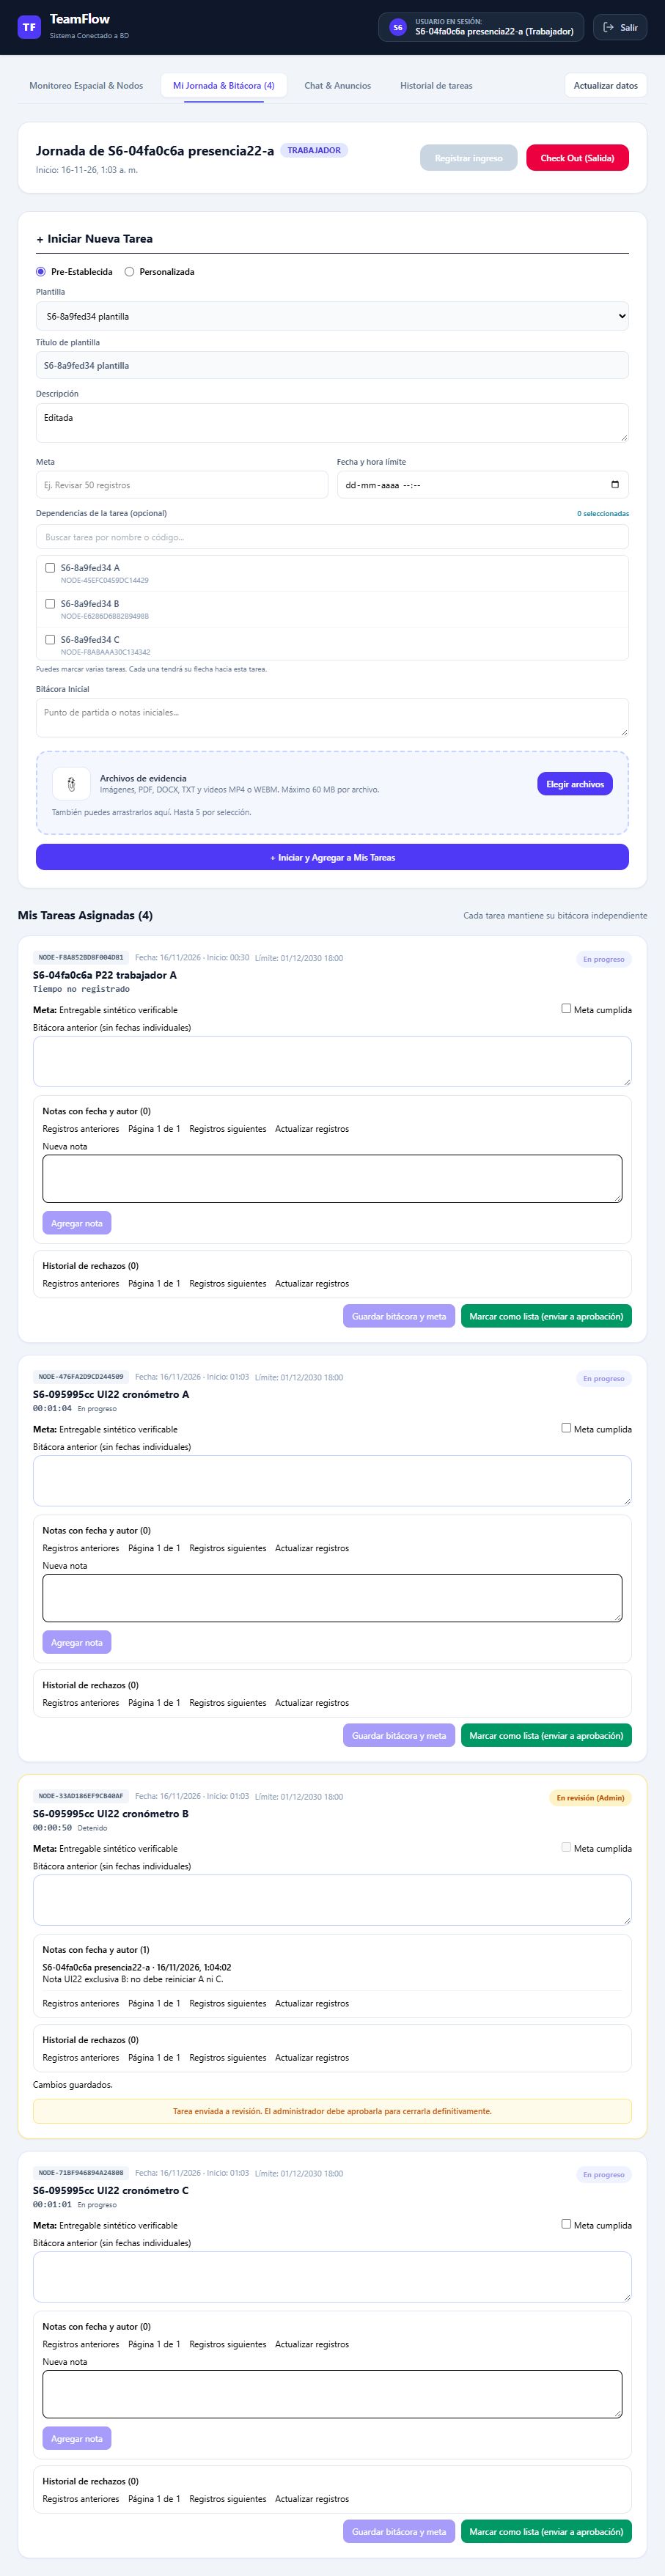 TF
TeamFlow
Sistema Conectado a BD
S6
USUARIO EN SESIÓN:
S6-04fa0c6a presencia22-a (Trabajador)
Salir
Monitoreo Espacial & Nodos
Mi Jornada & Bitácora (4)
Chat & Anuncios
Historial de tareas
Actualizar datos
Jornada de S6-04fa0c6a presencia22-a
TRABAJADOR
Inicio: 16-11-26, 1:03 a. m.
Registrar ingreso
Check Out (Salida)
+ Iniciar Nueva Tarea
Pre-Establecida
Personalizada
Plantilla
S6-8a9fed34 plantilla
Título de plantilla
S6-8a9fed34 plantilla
Descripción
Editada
Meta
Fecha y hora límite
Ej. Revisar 50 registros
dd-mm-aaaa --:--
Dependencias de la tarea (opcional)
0 seleccionadas
Buscar tarea por nombre o código...
S6-8a9fed34 A
NODE-45EFC0459DC14429
S6-8a9fed34 B
NODE-E6286D6882894988
S6-8a9fed34 C
NODE-F8ABAAA30C134342
Puedes marcar varias tareas. Cada una tendrá su flecha hacia esta tarea.
Bitácora Inicial
Punto de partida o notas iniciales...
Archivos de evidencia
Imágenes, PDF, DOCX, TXT y videos MP4 o WEBM. Máximo 60 MB por archivo.
Elegir archivos
También puedes arrastrarlos aquí. Hasta 5 por selección.
+ Iniciar y Agregar a Mis Tareas
Mis Tareas Asignadas (4)
Cada tarea mantiene su bitácora independiente
NODE-F8A852BD8F004D81
Fecha: 16/11/2026 · Inicio: 00:30
Límite: 01/12/2030 18:00
En progreso
S6-04fa0c6a P22 trabajador A
Tiempo no registrado
Meta: Entregable sintético verificable
Meta cumplida
Bitácora anterior (sin fechas individuales)
Notas con fecha y autor (0)
Registros anteriores Página 1 de 1 Registros siguientes Actualizar registros
Nueva nota
Agregar nota
Historial de rechazos (0)
Registros anteriores Página 1 de 1 Registros siguientes Actualizar registros
Guardar bitácora y meta
Marcar como lista (enviar a aprobación)
NODE-476FA2D9CD244509
Fecha: 16/11/2026 · Inicio: 01:03
Límite: 01/12/2030 18:00
En progreso
S6-095995cc UI22 cronómetro A
00:01:04 En progreso
Meta: Entregable sintético verificable
Meta cumplida
Bitácora anterior (sin fechas individuales)
Notas con fecha y autor (0)
Registros anteriores Página 1 de 1 Registros siguientes Actualizar registros
Nueva nota
Agregar nota
Historial de rechazos (0)
Registros anteriores Página 1 de 1 Registros siguientes Actualizar registros
Guardar bitácora y meta
Marcar como lista (enviar a aprobación)
NODE-33AD186EF9CB40AF
Fecha: 16/11/2026 · Inicio: 01:03
Límite: 01/12/2030 18:00
En revisión (Admin)
S6-095995cc UI22 cronómetro B
00:00:50 Detenido
Meta: Entregable sintético verificable
Meta cumplida
Bitácora anterior (sin fechas individuales)
Notas con fecha y autor (1)
S6-04fa0c6a presencia22-a · 16/11/2026, 1:04:02
Nota UI22 exclusiva B: no debe reiniciar A ni C.
Registros anteriores Página 1 de 1 Registros siguientes Actualizar registros
Historial de rechazos (0)
Registros anteriores Página 1 de 1 Registros siguientes Actualizar registros
Cambios guardados.
Tarea enviada a revisión. El administrador debe aprobarla para cerrarla definitivamente.
NODE-71BF946894A24808
Fecha: 16/11/2026 · Inicio: 01:03
Límite: 01/12/2030 18:00
En progreso
S6-095995cc UI22 cronómetro C
00:01:01 En progreso
Meta: Entregable sintético verificable
Meta cumplida
Bitácora anterior (sin fechas individuales)
Notas con fecha y autor (0)
Registros anteriores Página 1 de 1 Registros siguientes Actualizar registros
Nueva nota
Agregar nota
Historial de rechazos (0)
Registros anteriores Página 1 de 1 Registros siguientes Actualizar registros
Guardar bitácora y meta
Marcar como lista (enviar a aprobación)